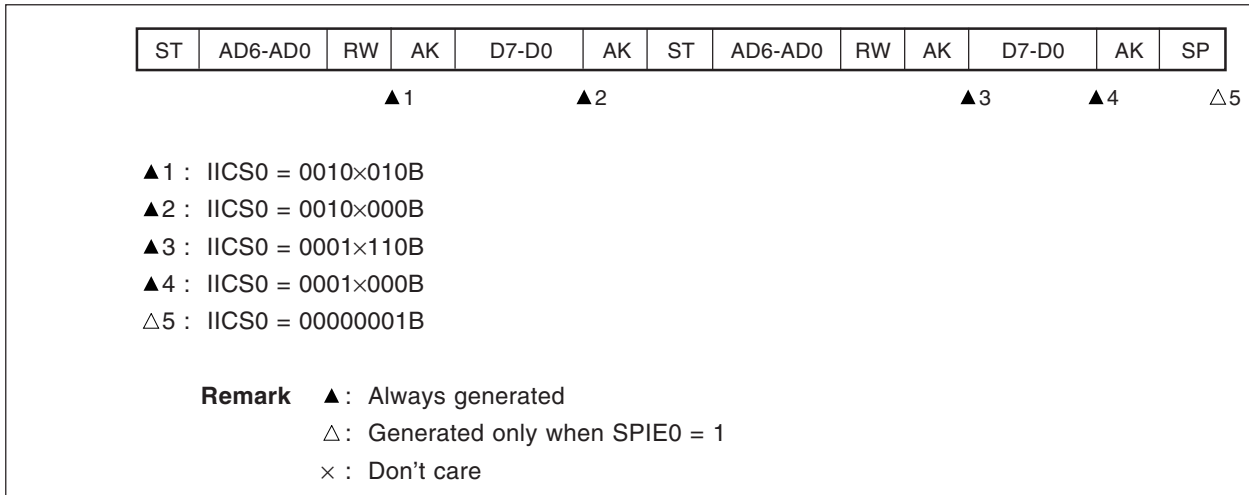 ST AD6-AD0 RW AK D7-D0 AK ST AD6-AD0 RW AK D7-D0 AK SP
▲1 ▲2 ▲3 ▲4 △5
▲1 : IICS0 = 0010×010B
▲2 : IICS0 = 0010×000B
▲3 : IICS0 = 0001×110B
▲4 : IICS0 = 0001×000B
△5 : IICS0 = 00000001B
Remark ▲ : Always generated
△ : Generated only when SPIE0 = 1
× : Don't care